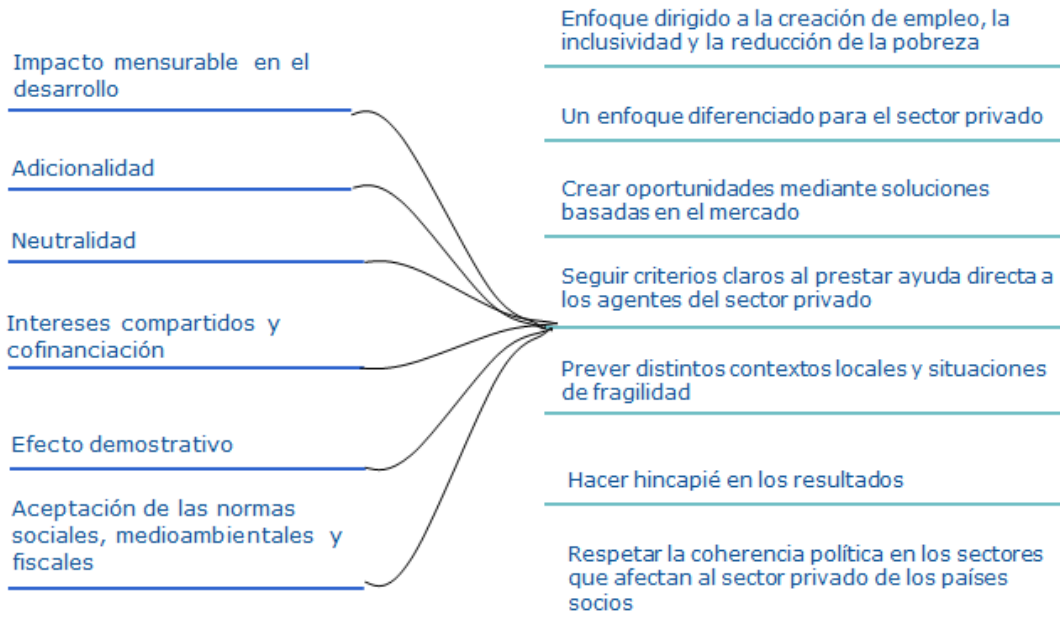 Impacto mensurable en el
desarrollo
Adicionalidad
Neutralidad
Intereses compartidos y
cofinanciación
Efecto demostrativo
Aceptación de las normas
sociales, medioambientales y
fiscales
Enfoque dirigido a la creación de empleo, la
inclusividad y la reducción de la pobreza
Un enfoque diferenciado para el sector privado
Crear oportunidades mediante soluciones
basadas en el mercado
Seguir criterios claros al prestar ayuda directa a
los agentes del sector privado
Prever distintos contextos locales y situaciones
de fragilidad
Hacer hincapié en los resultados
Respetar la coherencia política en los sectores
que afectan al sector privado de los países
socios